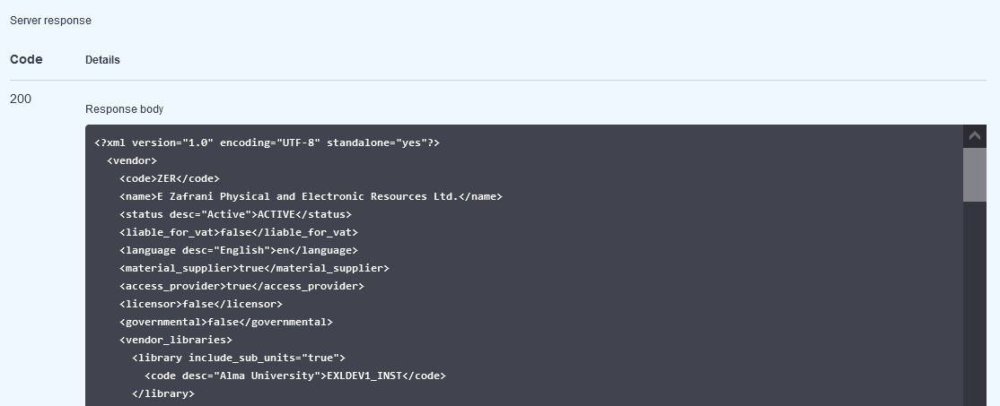 Server response
Code Details
200
Response body
<?xml version="1.0" encoding="UTF-8" standalone="yes"?>
<vendor>
<code>ZER</code>
<name>E Zafrani Physical and Electronic Resources Ltd.</name>
<status desc="Active">ACTIVE</status>
<liable_for_vat>false</liable_for_vat>
<language desc="English">en</language>
<material_supplier>true</material_supplier>
<access_provider>true</access_provider>
<licensor>false</licensor>
<governmental>false</governmental>
<vendor_libraries>
<library include_sub_units="true">
<code desc="Alma University">EXLDEV1_INST</code>
</library>